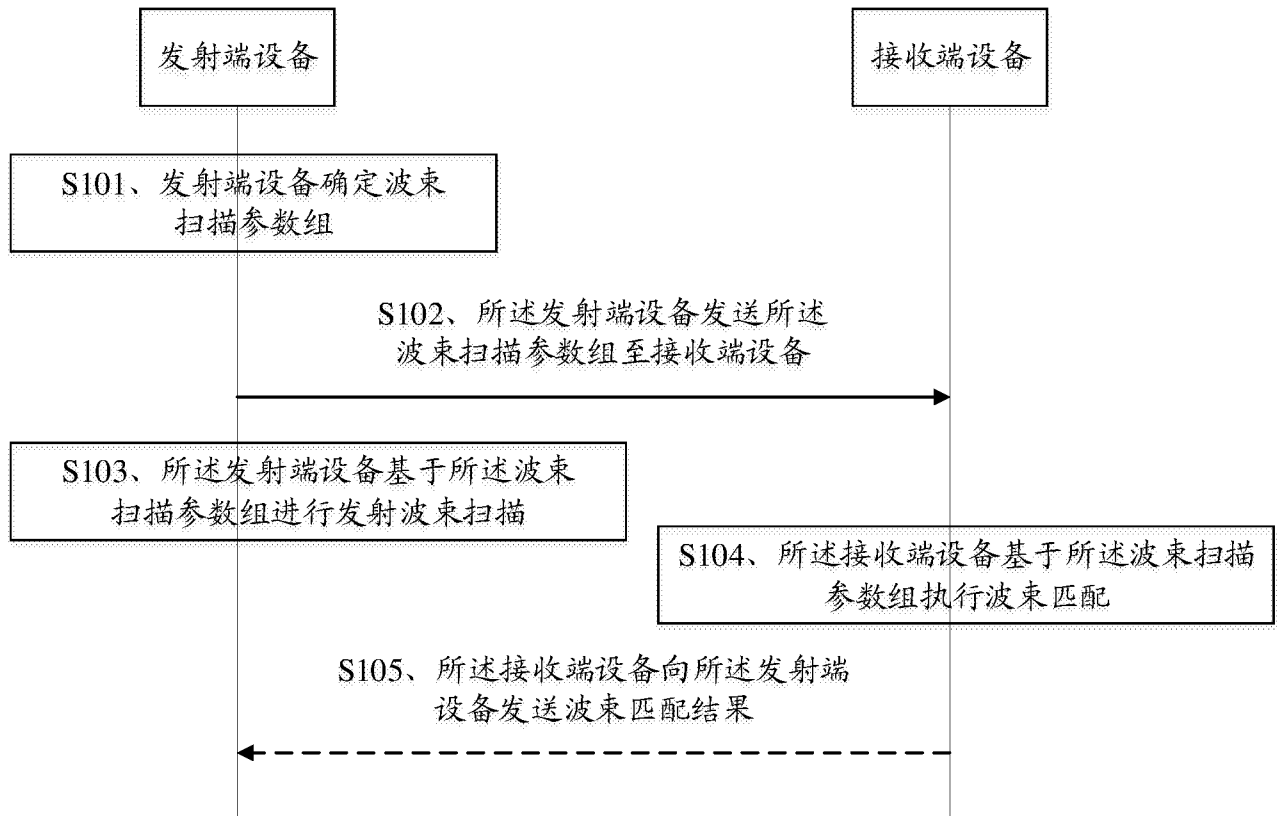 发射端设备
接收端设备
S101、发射端设备确定波束
扫描参数组
S102、所述发射端设备发送所述
波束扫描参数组至接收端设备
S103、所述发射端设备基于所述波束
扫描参数组进行发射波束扫描
S104、所述接收端设备基于所述波束扫描
参数组执行波束匹配
S105、所述接收端设备向所述发射端
设备发送波束匹配结果